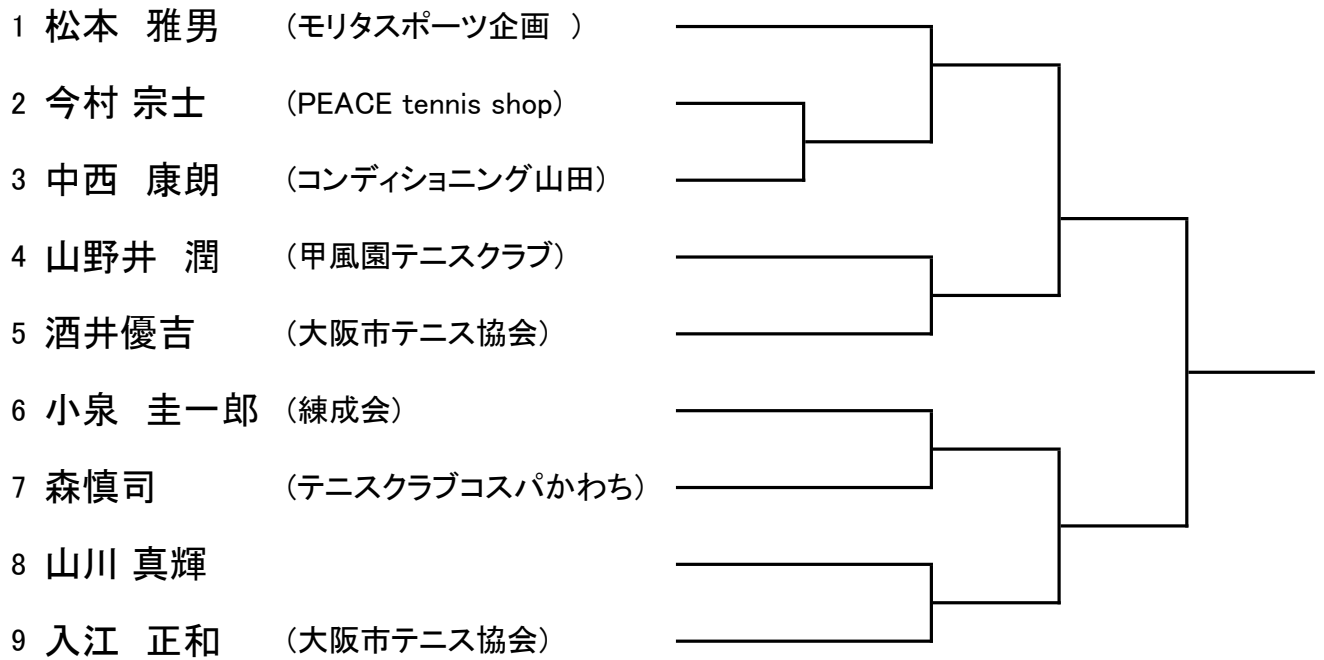 1 松本　雅男 （モリタスポーツ企画　）
2 今村 宗士 （PEACE tennis shop）
3 中西　康朗 （コンディショニング山田）
4 山野井　潤 （甲風園テニスクラブ）
5 酒井優吉 （大阪市テニス協会）
6 小泉　圭一郎 （練成会）
7 森慎司 （テニスクラブコスパかわち）
8 山川 真輝
9 入江　正和 （大阪市テニス協会）